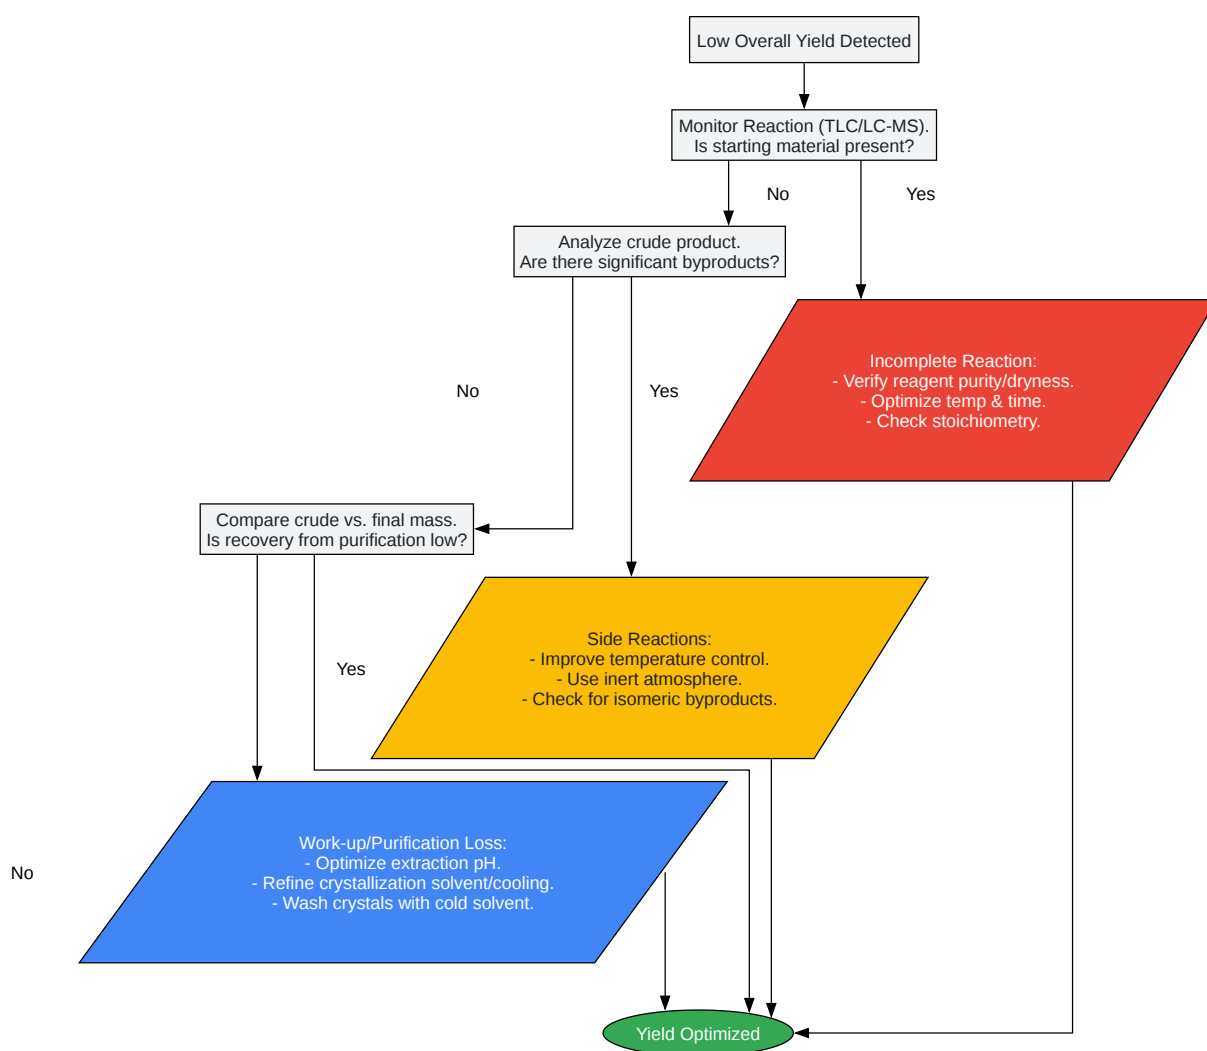 Low Overall Yield Detected
Monitor Reaction (TLC/LC-MS).
Is starting material present?
No
Yes
Analyze crude product.
Are there significant byproducts?
Incomplete Reaction:
- Verify reagent purity/dryness.
- Optimize temp & time.
- Check stoichiometry.
No
Yes
Compare crude vs. final mass.
Is recovery from purification low?
Side Reactions:
- Improve temperature control.
- Use inert atmosphere.
- Check for isomeric byproducts.
Yes
Work-up/Purification Loss:
- Optimize extraction pH.
- Refine crystallization solvent/cooling.
- Wash crystals with cold solvent.
No
Yield Optimized